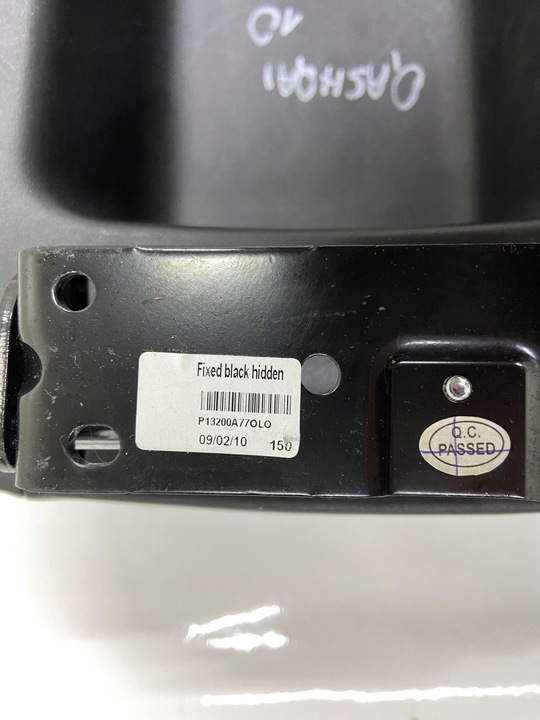 QASHQAI
10
Fixed black hidden
P13200A77OLO
09/02/10 150
Q.C.
PASSED